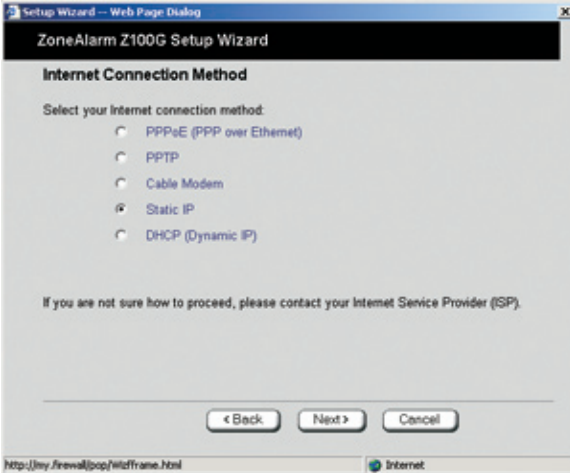 Setup Wizard -- Web Page Dialog
ZoneAlarm Z100G Setup Wizard
Internet Connection Method
Select your Internet connection method:
PPPoE (PPP over Ethernet)
PPTP
Cable Modem
Static IP
DHCP (Dynamic IP)
If you are not sure how to proceed, please contact your Internet Service Provider (ISP).
< Back
Next >
Cancel
http://my.firewall/pop/WizfFrame.html
Internet